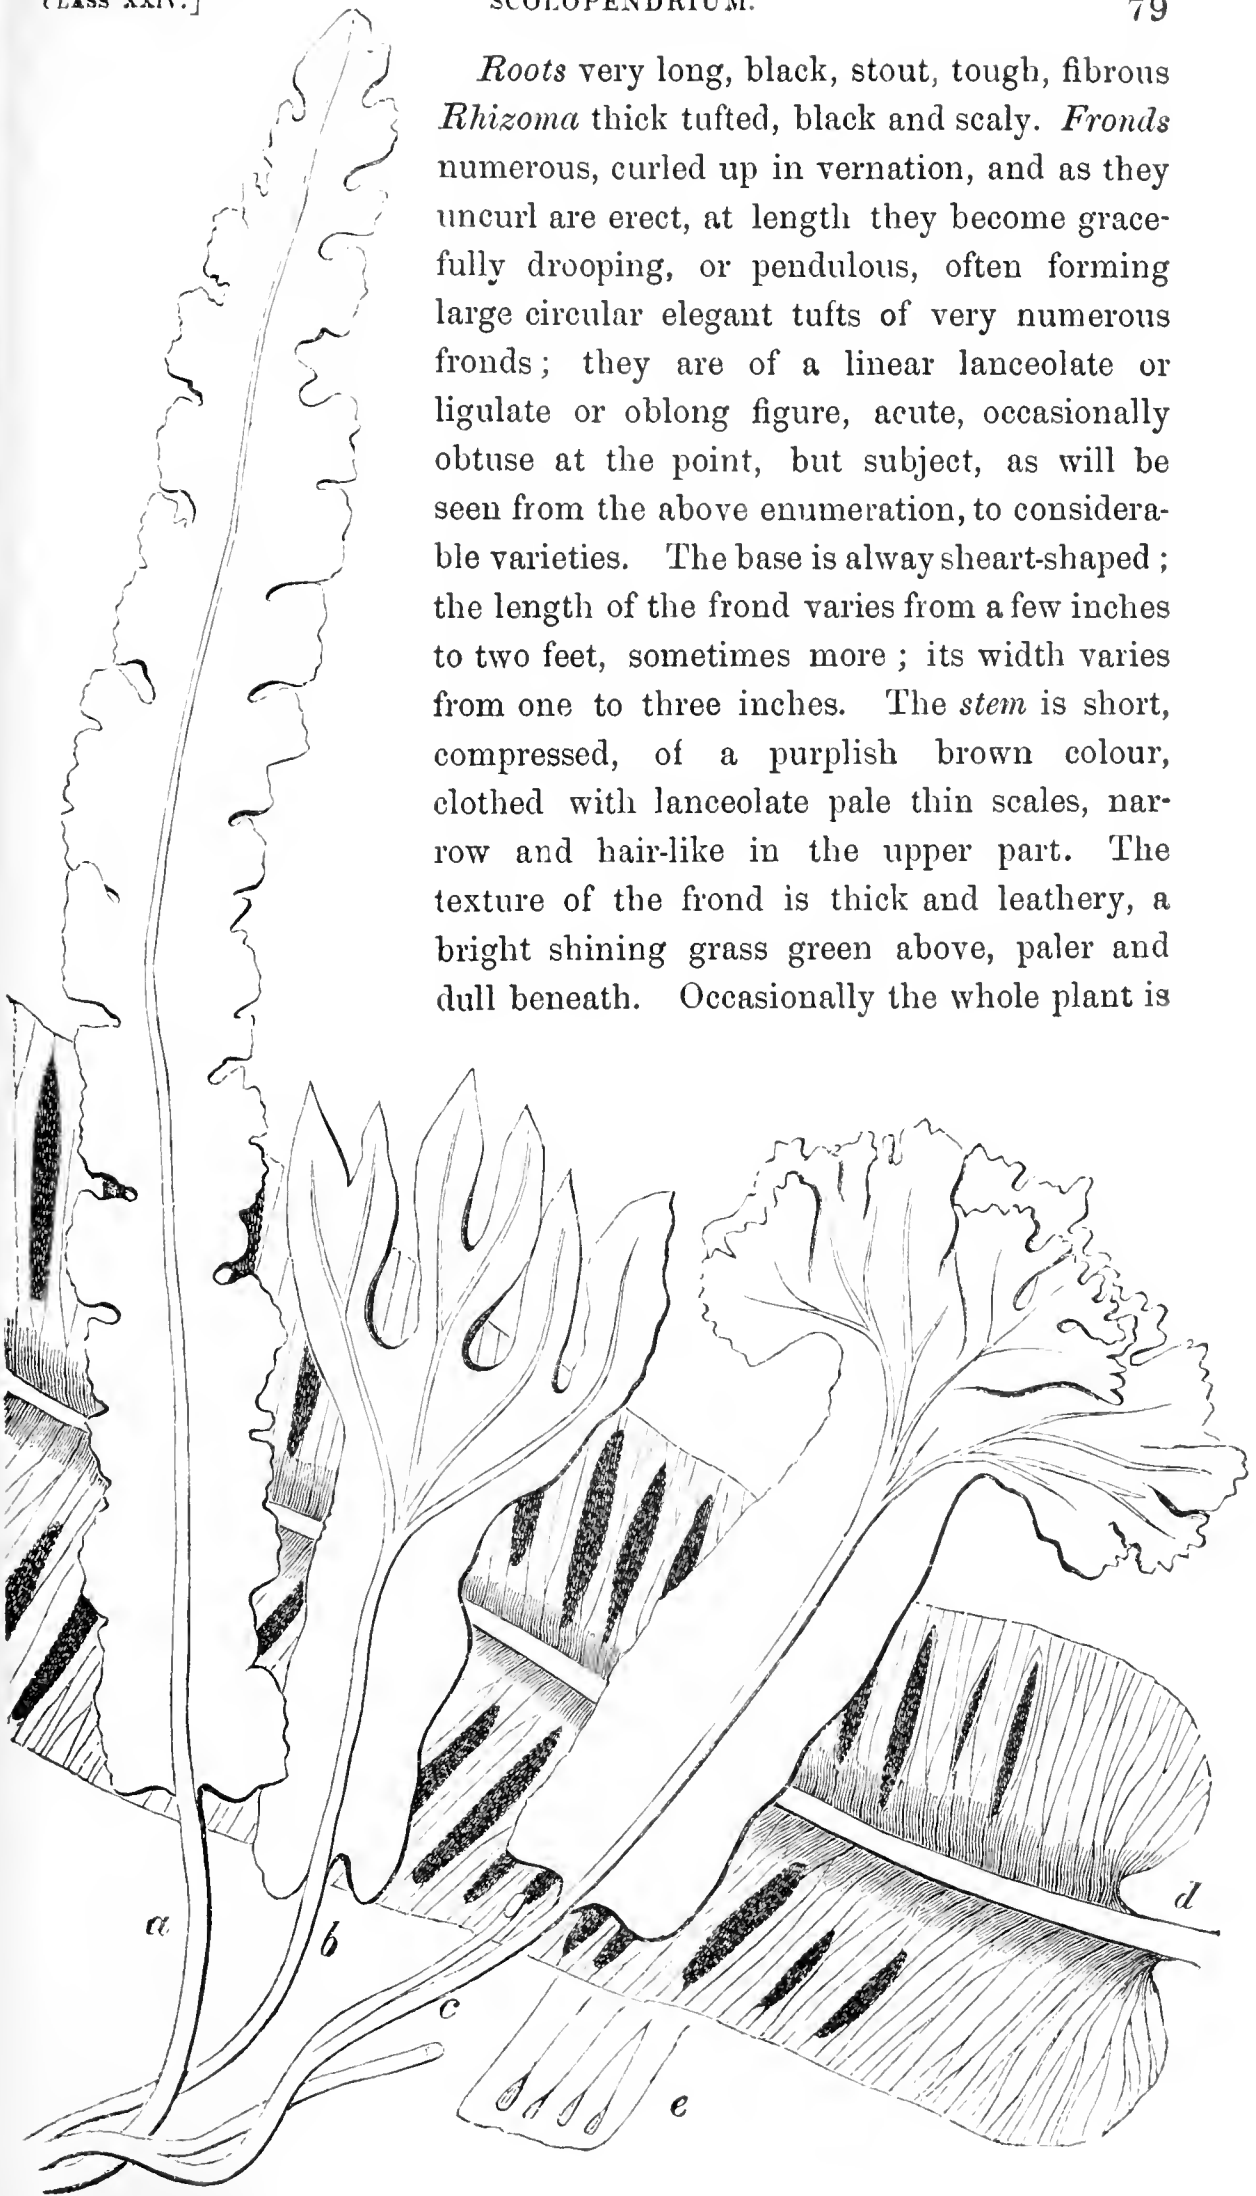 CLASS XXIV.] SCOLOPENDRIUM. 79
Roots very long, black, stout, tough, fibrous
Rhizoma thick tufted, black and scaly. Fronds
numerous, curled up in vernation, and as they
uncurl are erect, at length they become grace-
fully drooping, or pendulous, often forming
large circular elegant tufts of very numerous
fronds; they are of a linear lanceolate or
ligulate or oblong figure, acute, occasionally
obtuse at the point, but subject, as will be
seen from the above enumeration, to considera-
ble varieties. The base is alway sheart-shaped;
the length of the frond varies from a few inches
to two feet, sometimes more; its width varies
from one to three inches. The stem is short,
compressed, of a purplish brown colour,
clothed with lanceolate pale thin scales, nar-
row and hair-like in the upper part. The
texture of the frond is thick and leathery, a
bright shining grass green above, paler and
dull beneath. Occasionally the whole plant is
a
b
c
d
e